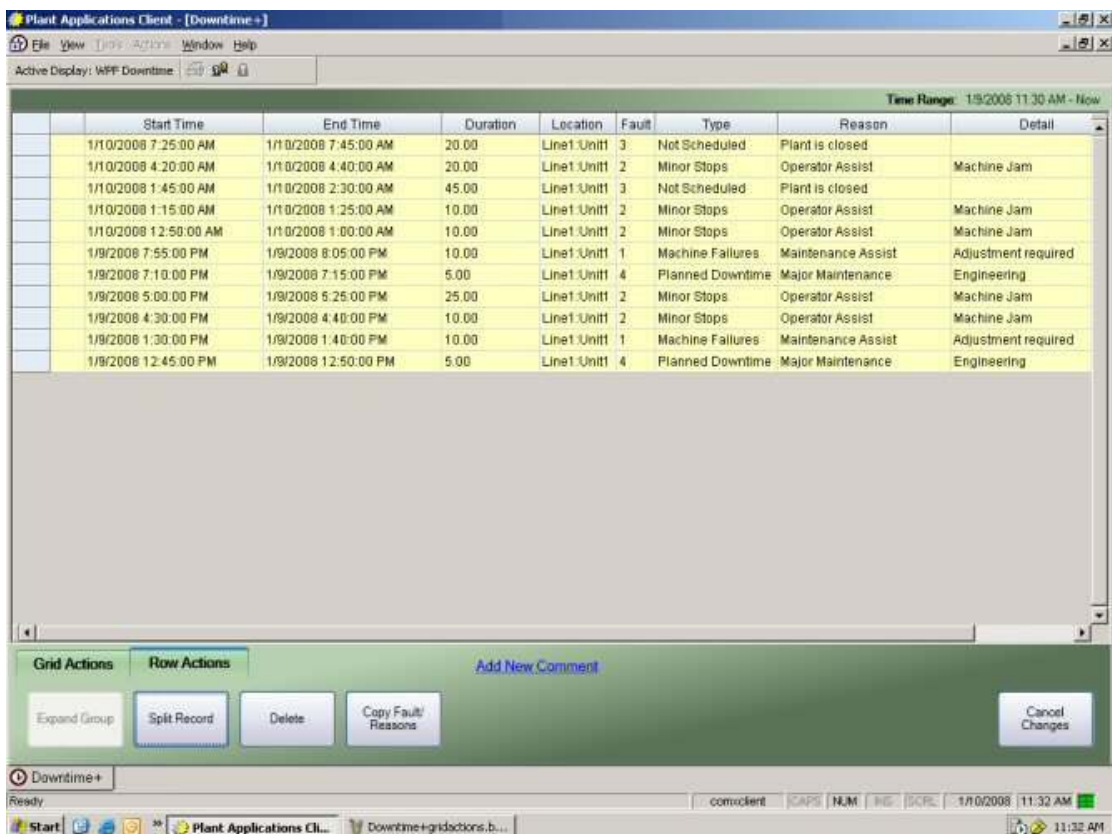 Plant Applications Client - [Downtime+]
File View Tools Actions Window Help
Active Display: WPF Downtime
Time Range: 1/9/2008 11:30 AM - Now
Start Time End Time Duration Location Fault Type Reason Detail
1/10/2008 7:25:00 AM 1/10/2008 7:45:00 AM 20.00 Line1:Unit1 3 Not Scheduled Plant is closed
1/10/2008 4:20:00 AM 1/10/2008 4:40:00 AM 20.00 Line1:Unit1 2 Minor Stops Operator Assist Machine Jam
1/10/2008 1:45:00 AM 1/10/2008 2:30:00 AM 45.00 Line1:Unit1 3 Not Scheduled Plant is closed
1/10/2008 1:15:00 AM 1/10/2008 1:25:00 AM 10.00 Line1:Unit1 2 Minor Stops Operator Assist Machine Jam
1/10/2008 12:50:00 AM 1/10/2008 1:00:00 AM 10.00 Line1:Unit1 2 Minor Stops Operator Assist Machine Jam
1/9/2008 7:55:00 PM 1/9/2008 8:05:00 PM 10.00 Line1:Unit1 1 Machine Failures Maintenance Assist Adjustment required
1/9/2008 7:10:00 PM 1/9/2008 7:15:00 PM 5.00 Line1:Unit1 4 Planned Downtime Major Maintenance Engineering
1/9/2008 5:00:00 PM 1/9/2008 5:25:00 PM 25.00 Line1:Unit1 2 Minor Stops Operator Assist Machine Jam
1/9/2008 4:30:00 PM 1/9/2008 4:40:00 PM 10.00 Line1:Unit1 2 Minor Stops Operator Assist Machine Jam
1/9/2008 1:30:00 PM 1/9/2008 1:40:00 PM 10.00 Line1:Unit1 1 Machine Failures Maintenance Assist Adjustment required
1/9/2008 12:45:00 PM 1/9/2008 12:50:00 PM 5.00 Line1:Unit1 4 Planned Downtime Major Maintenance Engineering
Grid Actions Row Actions Add New Comment
Expand Group Split Record Delete Copy Fault/ Cancel
Reasons Changes
Downtime+
Ready comxclient CAPS NUM INS SCRL 1/10/2008 11:32 AM
Start » Plant Applications Cli... Downtime+gridactions.b... 11:32 AM